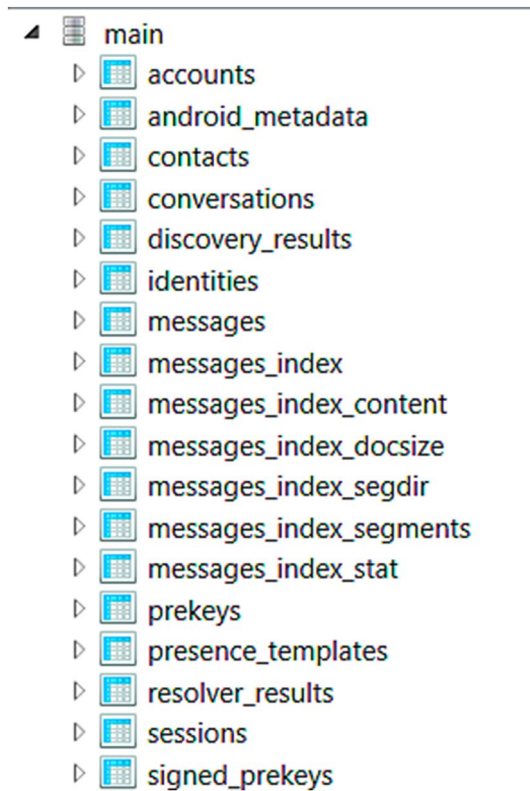 main
accounts
android_metadata
contacts
conversations
discovery_results
identities
messages
messages_index
messages_index_content
messages_index_docsize
messages_index_segdir
messages_index_segments
messages_index_stat
prekeys
presence_templates
resolver_results
sessions
signed_prekeys